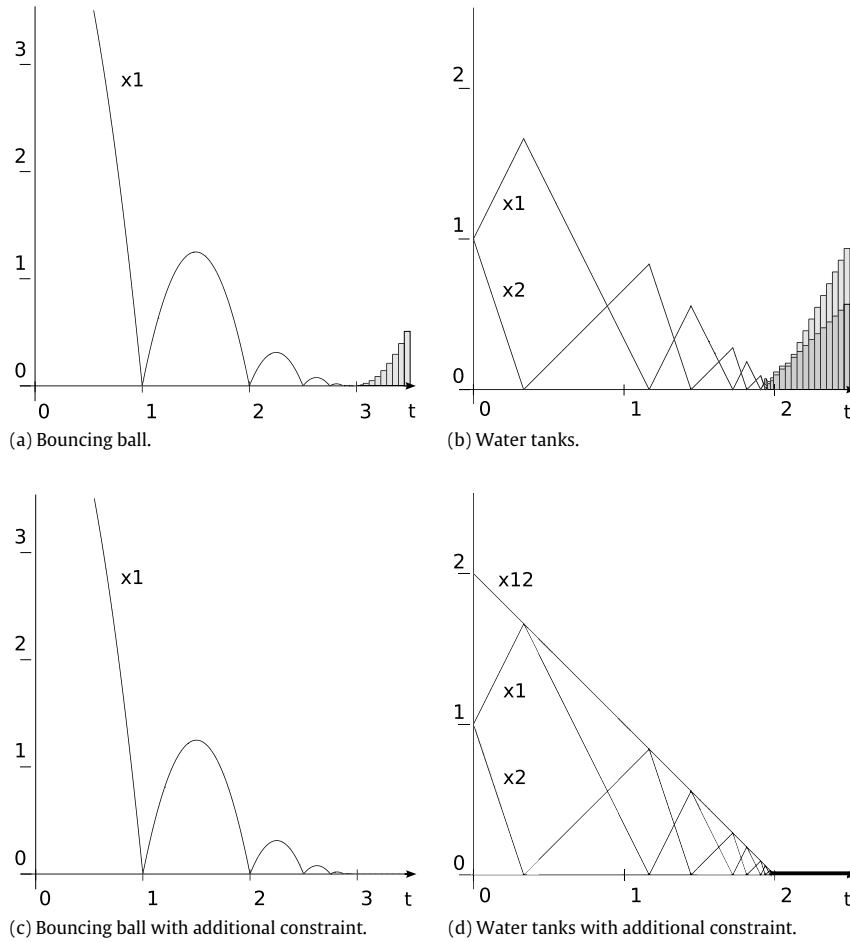 3
x1
2
1
0
0 1 2 3 t
(a) Bouncing ball.
2
x1
1
x2
0
0 1 2 t
(b) Water tanks.
3
x1
2
1
0
0 1 2 3 t
(c) Bouncing ball with additional constraint.
2
x12
x1
1
x2
0
0 1 2 t
(d) Water tanks with additional constraint.